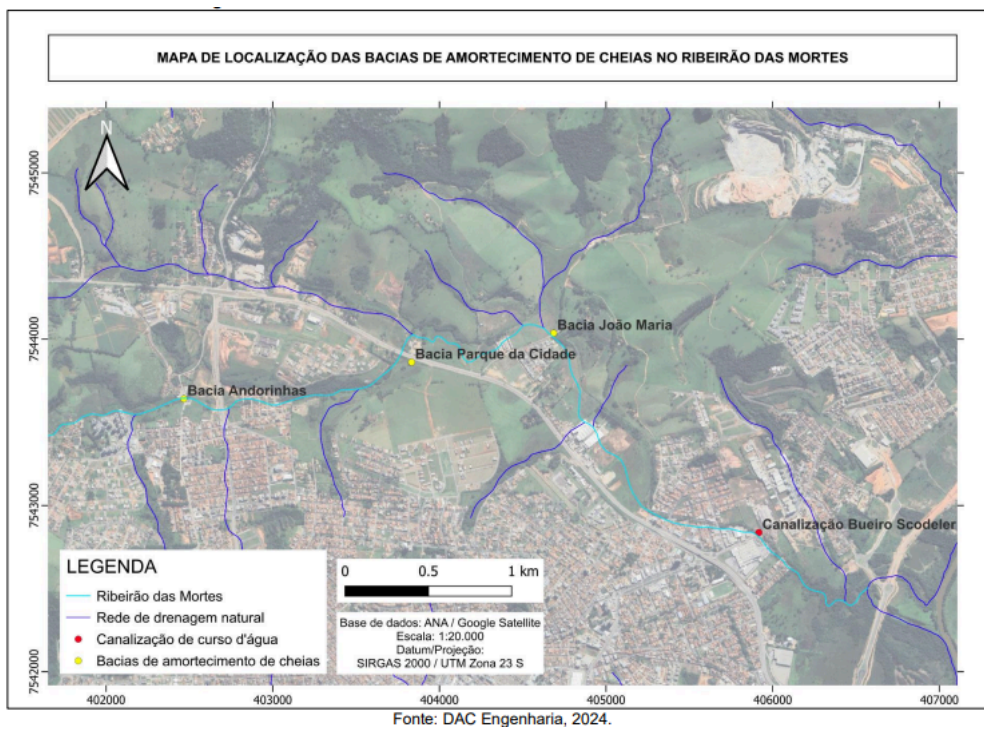 MAPA DE LOCALIZAÇÃO DAS BACIAS DE AMORTECIMENTO DE CHEIAS NO RIBEIRÃO DAS MORTES
N
7545000
7544000
7543000
7542000
Bacia João Maria
Bacia Parque da Cidade
Bacia Andorinhas
Canalização Bueiro Scodeler
LEGENDA
Ribeirão das Mortes
Rede de drenagem natural
Canalização de curso d'água
Bacias de amortecimento de cheias
0 0.5 1 km
Base de dados: ANA / Google Satellite
Escala: 1:20.000
Datum/Projeção:
SIRGAS 2000 / UTM Zona 23 S
402000 403000 404000 405000 406000 407000
Fonte: DAC Engenharia, 2024.